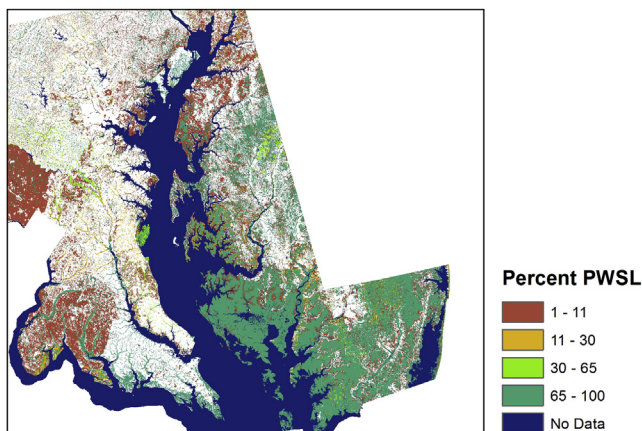 Percent PWSL
1 - 11
11 - 30
30 - 65
65 - 100
No Data